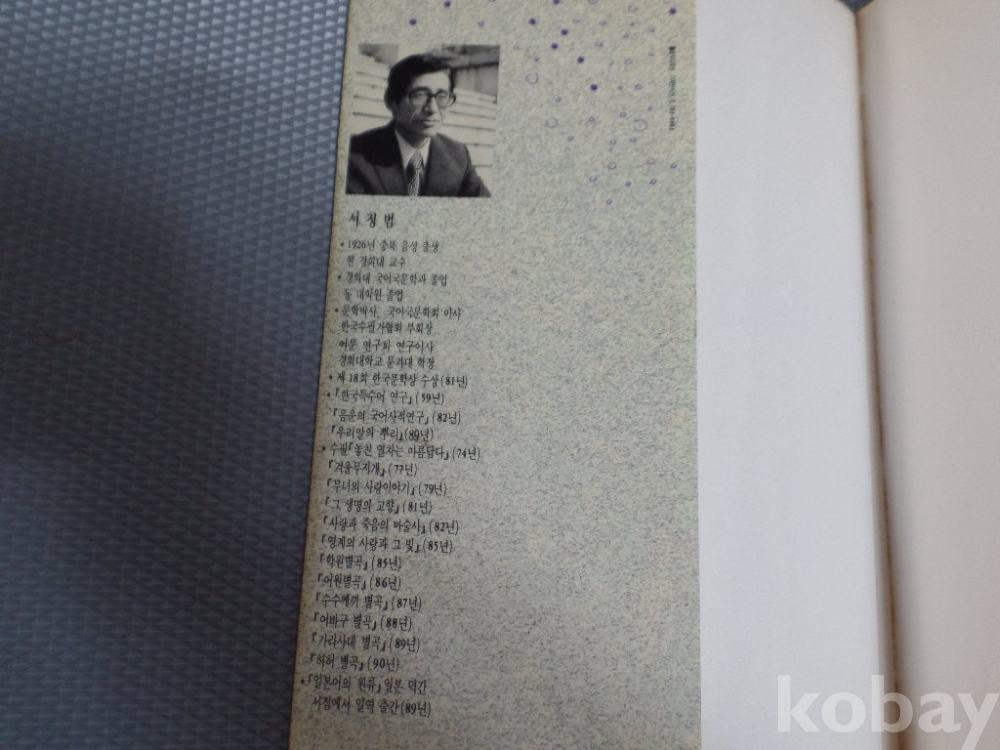 서정범
• 1926년 충북 음성 출생
현 경희대 교수
• 경희대 국어국문학과 졸업
동 대학원 졸업
• 문학박사, 국어국문학회 이사
한국수필가협회 부회장
어문 연구회 연구이사
경희대학교 문과대 학장
• 제18회 한국문학상 수상(81년)
• 『한국특수어 연구』(59년)
『음운의 국어사적연구』(82년)
『우리말의 뿌리』(89년)
• 수필『놓친 열차는 아름답다』(74년)
『겨울무지개』(77년)
『무녀의 사랑이야기』(79년)
『그 생명의 고향』(81년)
『사랑과 죽음의 마술사』(82년)
『영계의 사랑과 그 빛』(85년)
『학원별곡』(85년)
『어원별곡』(86년)
『수수께끼 별곡』(87년)
『이바구 별곡』(88년)
『가라사대 별곡』(89년)
『허허 별곡』(90년)
• 『일본어의 원류』일본 덕간
서점에서 일역 출간(89년)
kobay